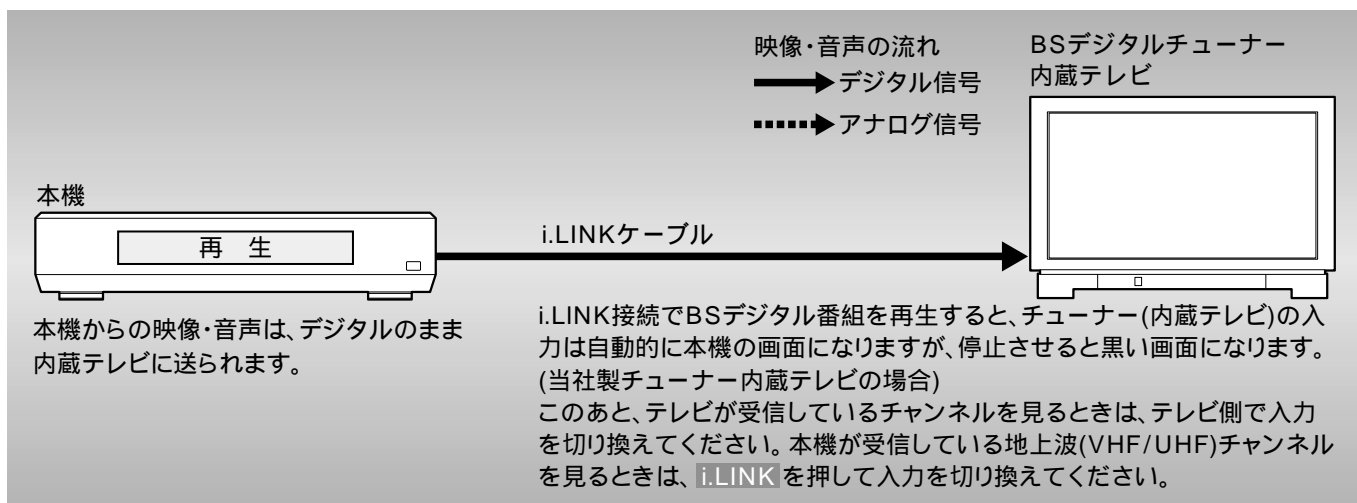 映像・音声の流れ
デジタル信号
アナログ信号
BSデジタルチューナー
内蔵テレビ
本機
再 生
i.LINKケーブル
本機からの映像・音声は、デジタルのまま
内蔵テレビに送られます。
i.LINK接続でBSデジタル番組を再生すると、チューナー(内蔵テレビ)の入
力は自動的に本機の画面になりますが、停止させると黒い画面になります。
(当社製チューナー内蔵テレビの場合)
このあと、テレビが受信しているチャンネルを見るときは、テレビ側で入力
を切り換えてください。本機が受信している地上波(VHF/UHF)チャンネル
を見るときは、 i.LINK を押して入力を切り換えてください。